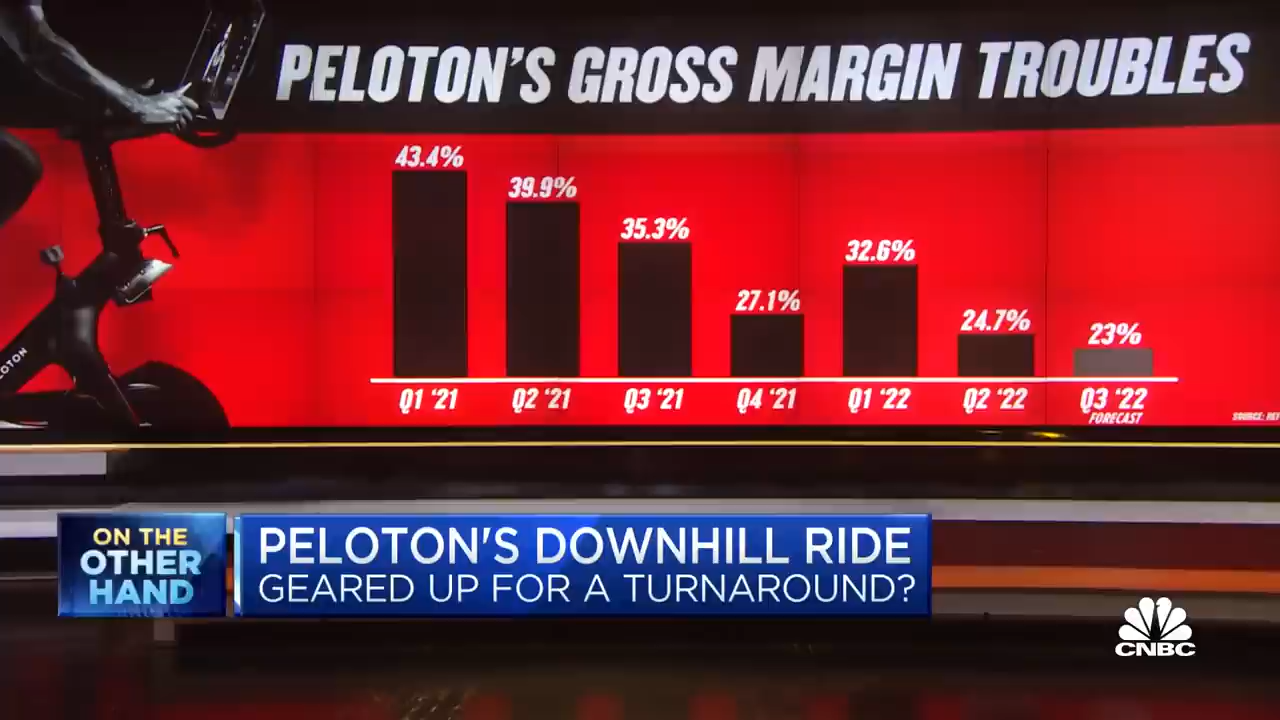 PELOTON'S GROSS MARGIN TROUBLES
43.4%
39.9%
35.3%
27.1%
32.6%
24.7%
23%
Q1 '21
Q2 '21
Q3 '21
Q4 '21
Q1 '22
Q2 '22
Q3 '22
FORECAST
SOURCE:
ON THE
OTHER
HAND
PELOTON'S DOWNHILL RIDE
GEARED UP FOR A TURNAROUND?
CNBC